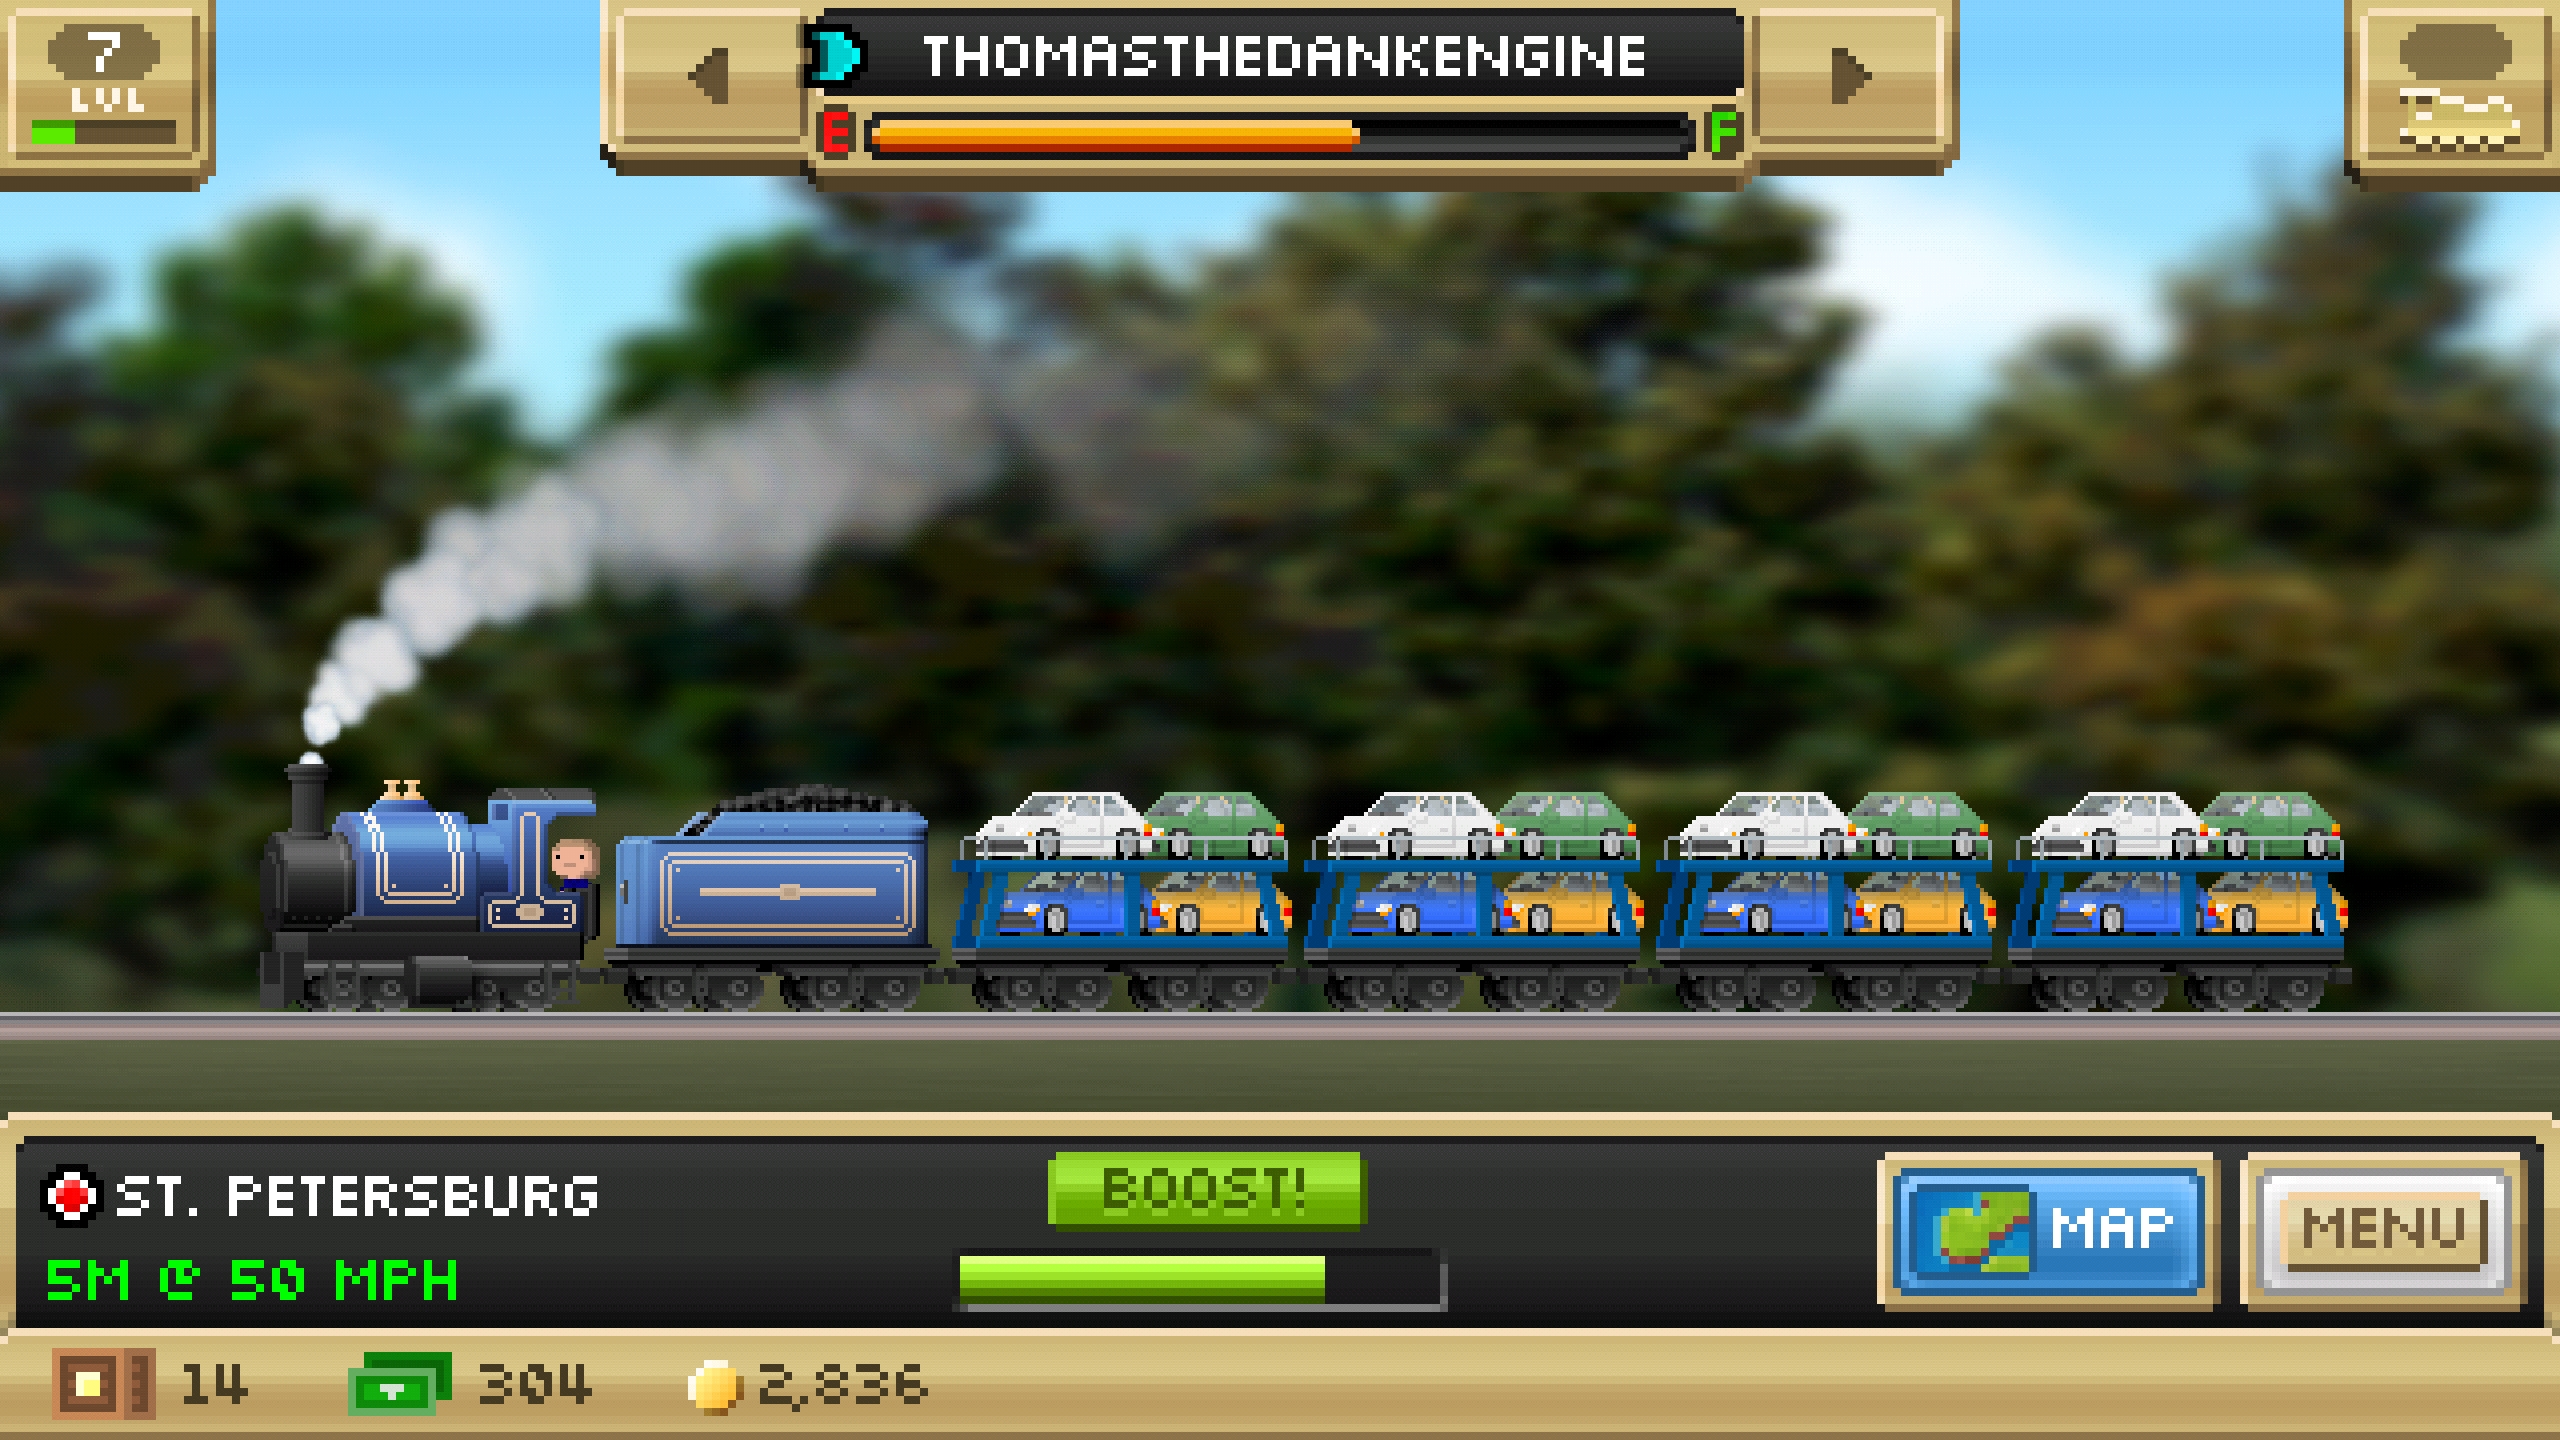 7
LVL
THOMASTHEDANKENGINE
E F
ST. PETERSBURG
5M @ 50 MPH
BOOST!
MAP
MENU
14
304
2,836